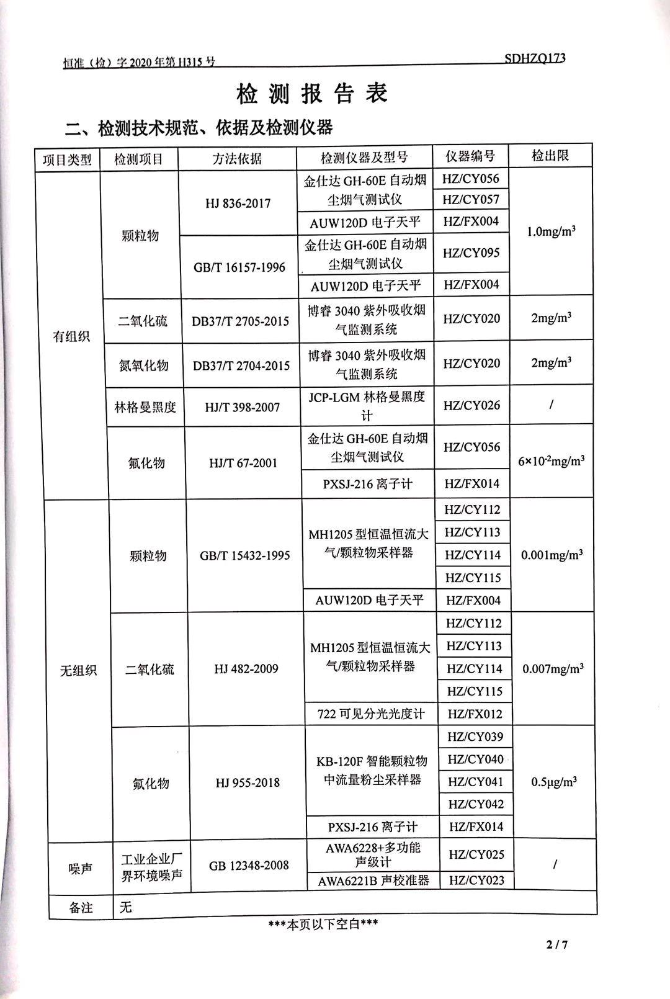 恒准（检）字 2020 年第 H315 号
SDHZQ173
检 测 报 告 表
二、检测技术规范、依据及检测仪器
项目类型 检测项目 方法依据 检测仪器及型号 仪器编号 检出限
有组织
颗粒物
HJ 836-2017
金仕达 GH-60E 自动烟
尘烟气测试仪
HZ/CY056
HZ/CY057
AUW120D 电子天平
HZ/FX004
GB/T 16157-1996
金仕达 GH-60E 自动烟
尘烟气测试仪
HZ/CY095
AUW120D 电子天平
HZ/FX004
1.0mg/m³
二氧化硫
DB37/T 2705-2015
博睿 3040 紫外吸收烟
气监测系统
HZ/CY020
2mg/m³
氮氧化物
DB37/T 2704-2015
博睿 3040 紫外吸收烟
气监测系统
HZ/CY020
2mg/m³
林格曼黑度
HJ/T 398-2007
JCP-LGM 林格曼黑度
计
HZ/CY026
/
氟化物
HJ/T 67-2001
金仕达 GH-60E 自动烟
尘烟气测试仪
HZ/CY056
PXSJ-216 离子计
HZ/FX014
6×10⁻²mg/m³
无组织
颗粒物
GB/T 15432-1995
MH1205 型恒温恒流大
气/颗粒物采样器
HZ/CY112
HZ/CY113
HZ/CY114
HZ/CY115
AUW120D 电子天平
HZ/FX004
0.001mg/m³
二氧化硫
HJ 482-2009
MH1205 型恒温恒流大
气/颗粒物采样器
HZ/CY112
HZ/CY113
HZ/CY114
HZ/CY115
722 可见分光光度计
HZ/FX012
0.007mg/m³
氟化物
HJ 955-2018
KB-120F 智能颗粒物
中流量粉尘采样器
HZ/CY039
HZ/CY040
HZ/CY041
HZ/CY042
PXSJ-216 离子计
HZ/FX014
0.5μg/m³
噪声
工业企业厂
界环境噪声
GB 12348-2008
AWA6228+多功能
声级计
HZ/CY025
AWA6221B 声校准器
HZ/CY023
/
备注 无
***本页以下空白***
2 / 7